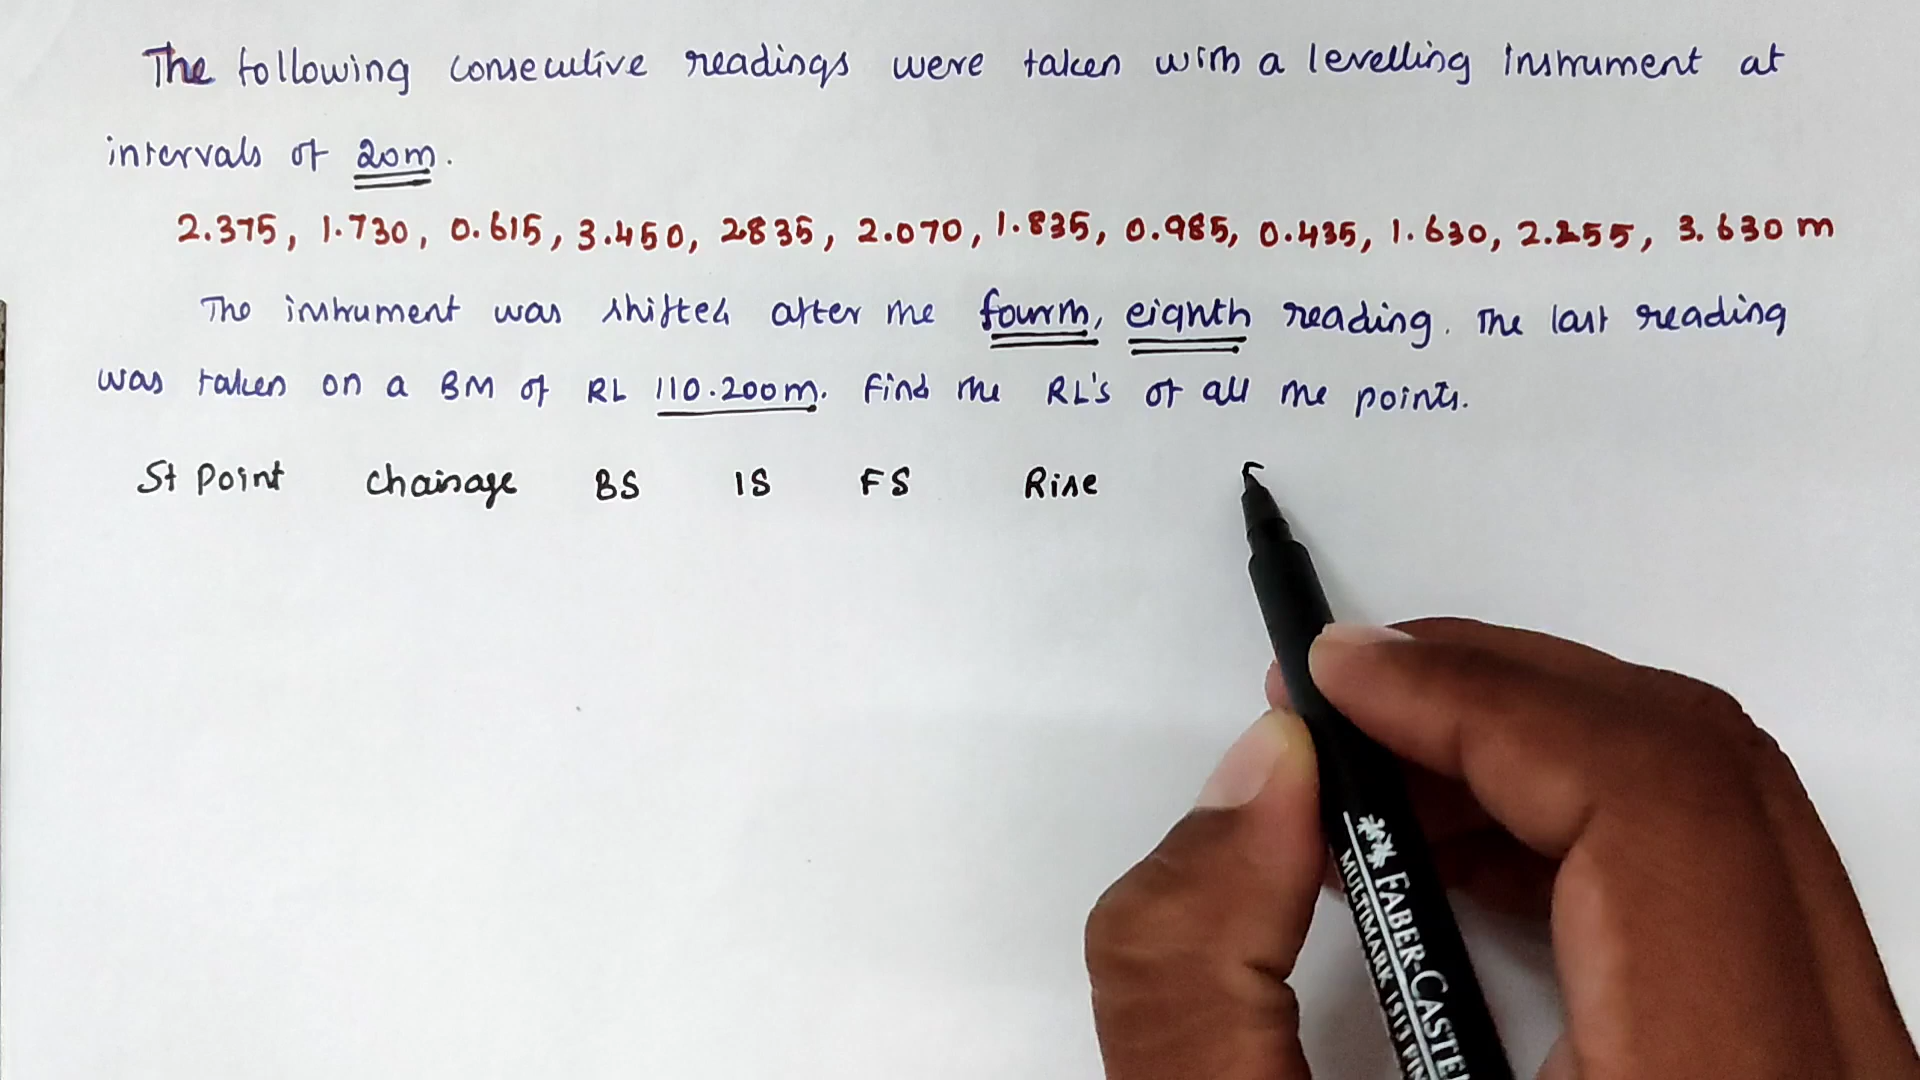 The following consecutive readings were taken with a levelling instrument at
intervals of 20m.
2.375, 1.730, 0.615, 3.450, 2835, 2.070, 1.835, 0.985, 0.435, 1.630, 2.255, 3.630 m
The instrument was shifted after the fourth, eighth reading. The last reading
was taken on a BM of RL 110.200m. Find the RL's of all the points.
St Point chainage BS IS FS Rise F
FABER-CASTEL
MULTIMARK 1513